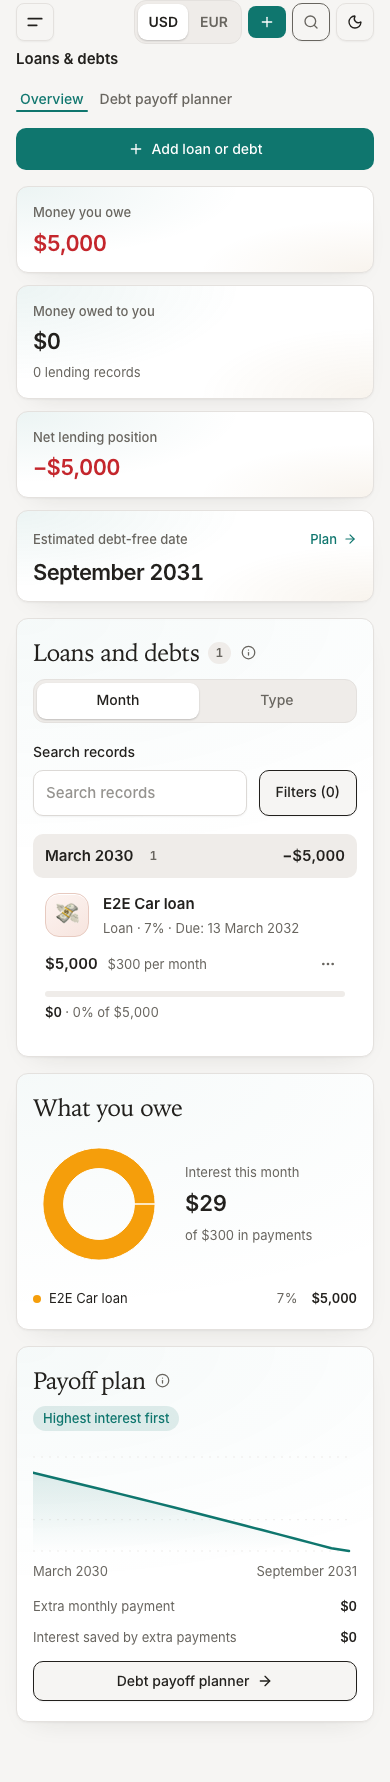 USD EUR
Loans & debts
Overview Debt payoff planner
+ Add loan or debt
Money you owe
$5,000
Money owed to you
$0
0 lending records
Net lending position
−$5,000
Estimated debt-free date Plan →
September 2031
Loans and debts 1
Month Type
Search records
Search records Filters (0)
March 2030 1 −$5,000
E2E Car loan
Loan · 7% · Due: 13 March 2032
$5,000 $300 per month ···
$0 · 0% of $5,000
What you owe
Interest this month
$29
of $300 in payments
E2E Car loan 7% $5,000
Payoff plan
Highest interest first
March 2030 September 2031
Extra monthly payment $0
Interest saved by extra payments $0
Debt payoff planner →